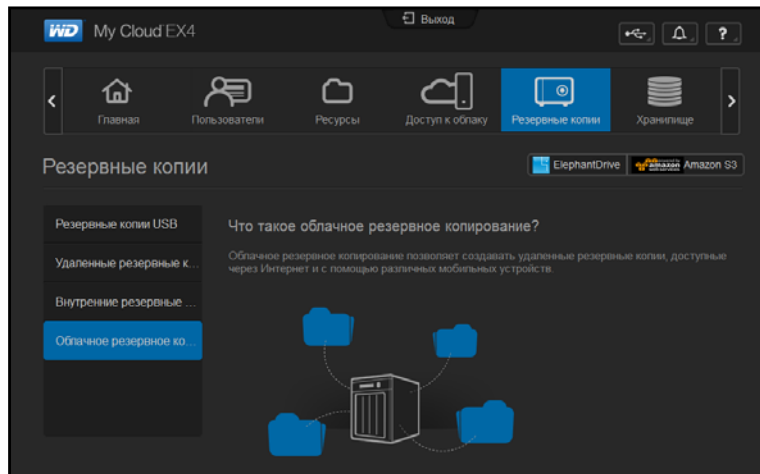 WD My Cloud EX4
Выход
?
Главная
Пользователи
Ресурсы
Доступ к облаку
Резервные копии
Хранилище
Резервные копии
ElephantDrive
amazon Amazon S3
Резервные копии USB
Удаленные резервные к...
Внутренние резервные ...
Облачное резервное ко...
Что такое облачное резервное копирование?
Облачное резервное копирование позволяет создавать удаленные резервные копии, доступные
через Интернет и с помощью различных мобильных устройств.